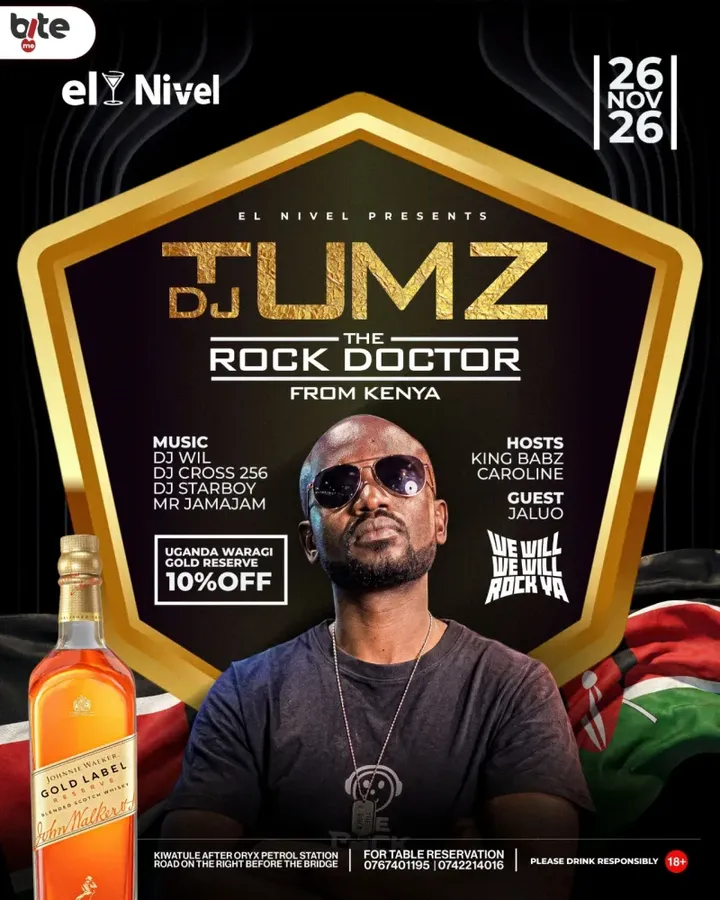 bite
me
el Nivel
26
NOV
26
EL NIVEL PRESENTS
DJ TUMZ
THE
ROCK DOCTOR
FROM KENYA
MUSIC
DJ WIL
DJ CROSS 256
DJ STARBOY
MR JAMAJAM
HOSTS
KING BABZ
CAROLINE
GUEST
JALUO
UGANDA WARAGI
GOLD RESERVE
10%OFF
WE WILL
WE WILL
ROCK YA
JOHNNIE WALKER
GOLD LABEL
RESERVE
BLENDED SCOTCH WHISKY
John Walker &
KIWATULE AFTER ORYX PETROL STATION
ROAD ON THE RIGHT BEFORE THE BRIDGE
FOR TABLE RESERVATION
0767401195 | 0742214016
PLEASE DRINK RESPONSIBLY
18+